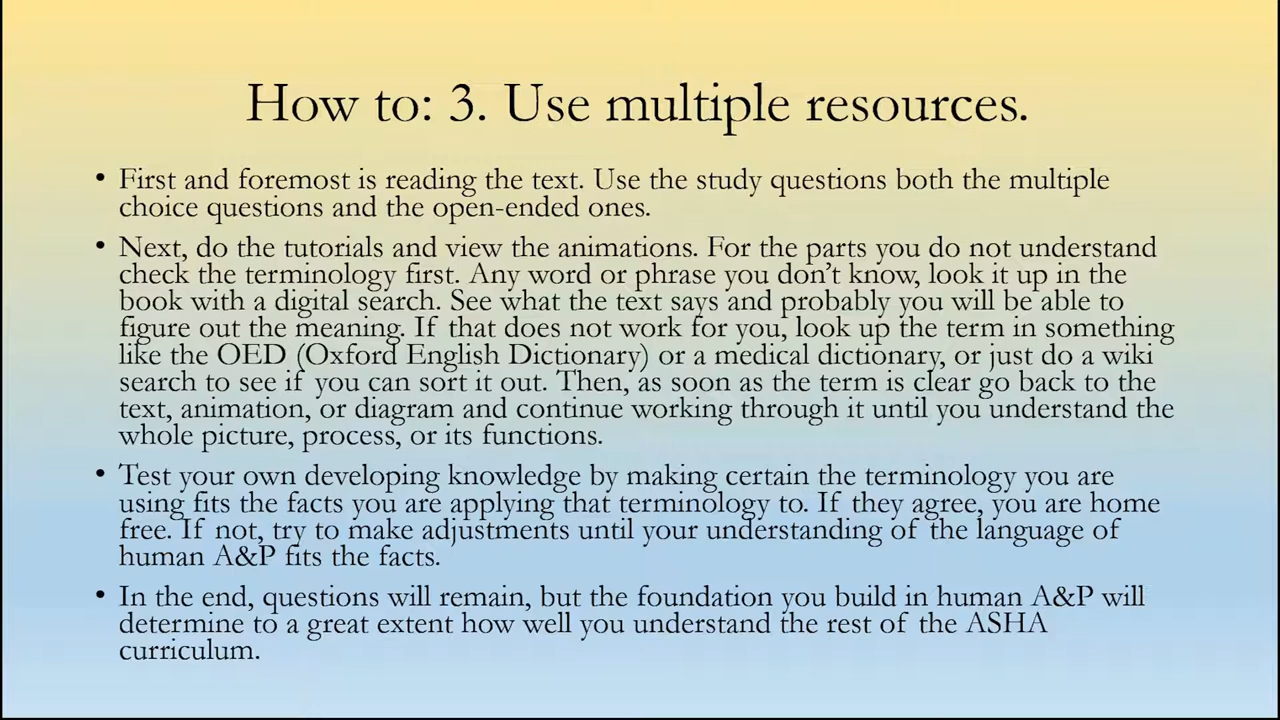 How to: 3. Use multiple resources.
• First and foremost is reading the text. Use the study questions both the multiple
choice questions and the open-ended ones.
• Next, do the tutorials and view the animations. For the parts you do not understand
check the terminology first. Any word or phrase you don’t know, look it up in the
book with a digital search. See what the text says and probably you will be able to
figure out the meaning. If that does not work for you, look up the term in something
like the OED (Oxford English Dictionary) or a medical dictionary, or just do a wiki
search to see if you can sort it out. Then, as soon as the term is clear go back to the
text, animation, or diagram and continue working through it until you understand the
whole picture, process, or its functions.
• Test your own developing knowledge by making certain the terminology you are
using fits the facts you are applying that terminology to. If they agree, you are home
free. If not, try to make adjustments until your understanding of the language of
human A&P fits the facts.
• In the end, questions will remain, but the foundation you build in human A&P will
determine to a great extent how well you understand the rest of the ASHA
curriculum.